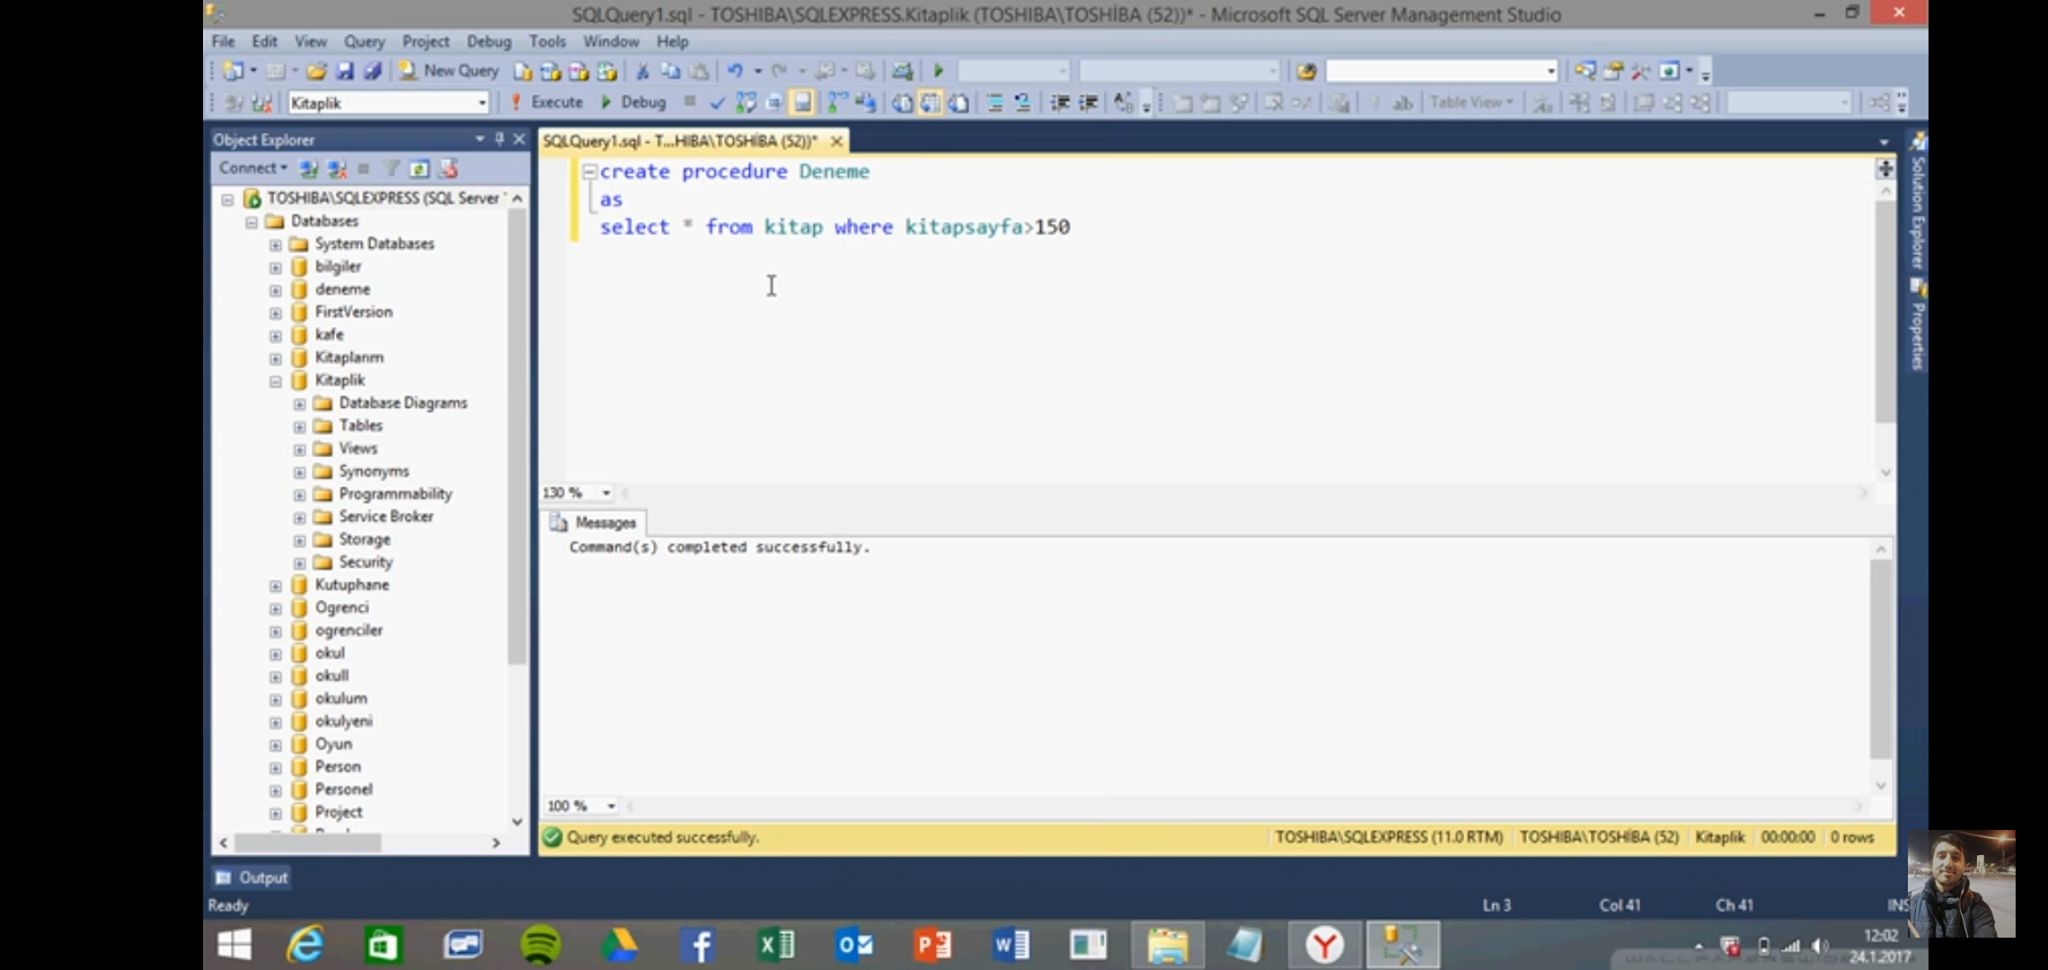 SQLQuery1.sql - TOSHIBA\SQLEXPRESS.Kitaplik (TOSHIBA\TOSHİBA (52))* - Microsoft SQL Server Management Studio
File Edit View Query Project Debug Tools Window Help
New Query
Kitaplik Execute Debug Table View
Object Explorer
Connect
TOSHIBA\SQLEXPRESS (SQL Server
Databases
System Databases
bilgiler
deneme
FirstVersion
kafe
Kitaplarım
Kitaplik
Database Diagrams
Tables
Views
Synonyms
Programmability
Service Broker
Storage
Security
Kutuphane
Ogrenci
ogrenciler
okul
okull
okulum
okulyeni
Oyun
Person
Personel
Project
SQLQuery1.sql - T...HIBA\TOSHİBA (52))*
create procedure Deneme
as
select * from kitap where kitapsayfa>150
130 %
Messages
Command(s) completed successfully.
100 %
Query executed successfully.
TOSHIBA\SQLEXPRESS (11.0 RTM) TOSHIBA\TOSHİBA (52) Kitaplik 00:00:00 0 rows
Solution Explorer
Properties
Output
Ready
Ln 3 Col 41 Ch 41 INS
12:02
24.1.2017